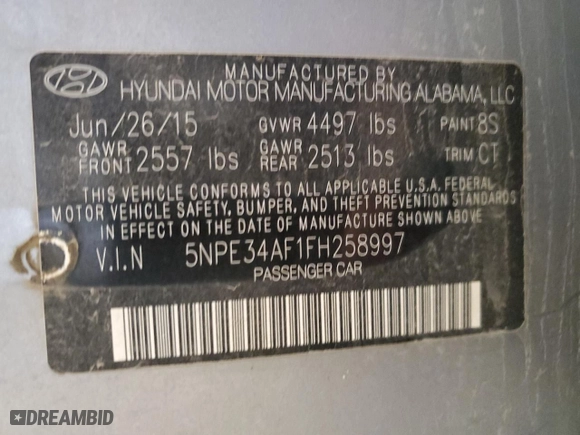 MANUFACTURED BY
HYUNDAI MOTOR MANUFACTURING ALABAMA, LLC
Jun/26/15 GVWR 4497 lbs PAINT 8S
GAWR FRONT 2557 lbs GAWR REAR 2513 lbs TRIM CT
THIS VEHICLE CONFORMS TO ALL APPLICABLE U.S.A. FEDERAL
MOTOR VEHICLE SAFETY, BUMPER, AND THEFT PREVENTION STANDARDS
IN EFFECT ON THE DATE OF MANUFACTURE SHOWN ABOVE
V.I.N 5NPE34AF1FH258997
PASSENGER CAR
DREAMBID